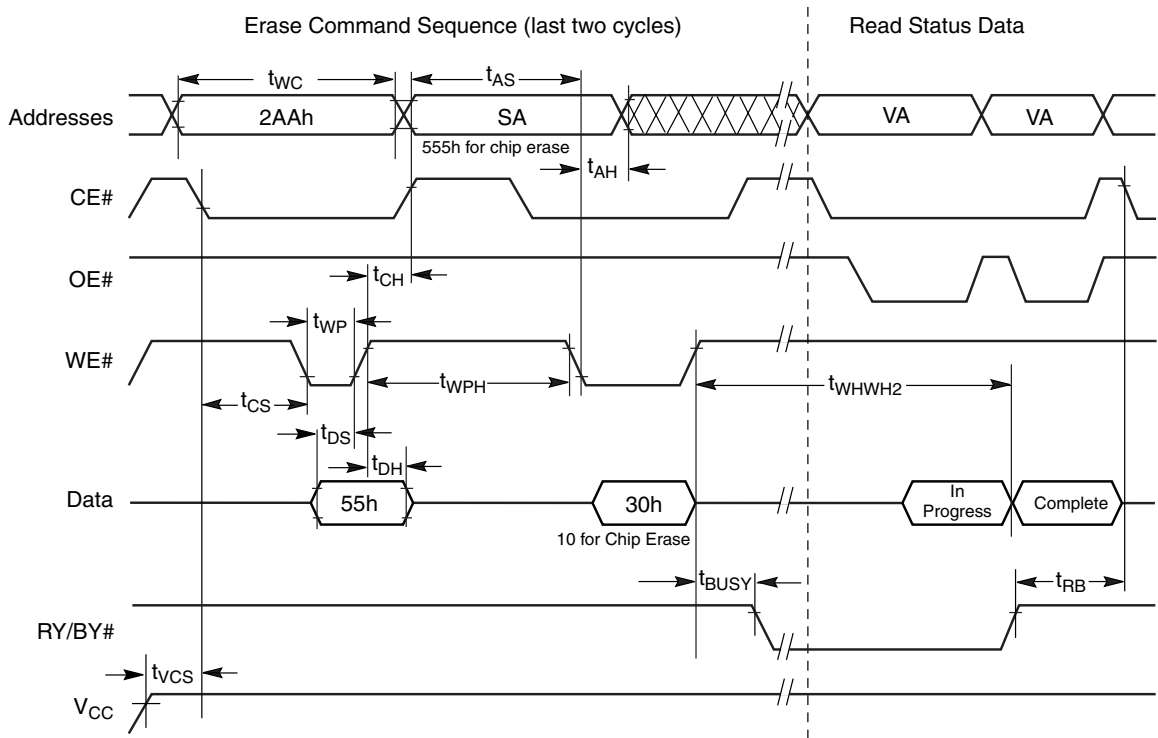 Erase Command Sequence (last two cycles)
Read Status Data
tWC
tAS
Addresses
2AAh
SA
VA
VA
555h for chip erase
tAH
CE#
OE#
tCH
tWP
WE#
tWPH
tWHWH2
tCS
tDS
tDH
Data
55h
30h
In
Progress
Complete
10 for Chip Erase
tBUSY
tRB
RY/BY#
tVCS
VCC